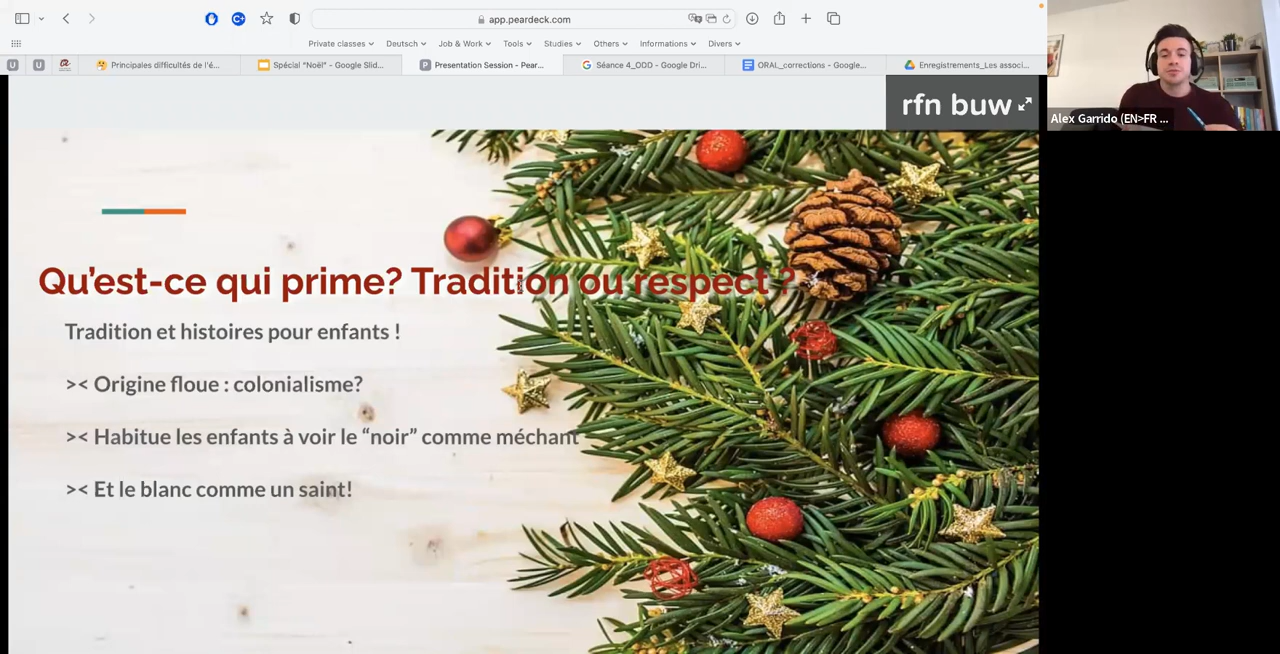 app.peardeck.com
Private classes
Deutsch
Job & Work
Tools
Studies
Others
Informations
Divers
Principales difficultés de l'é...
Spécial "Noël" - Google Slid...
Presentation Session - Pear...
Séance 4_ODD - Google Dri...
ORAL_corrections - Google...
Enregistrements_Les associ...
rfn buw
Alex Garrido (EN>FR ...
Qu'est-ce qui prime? Tradition ou respect ?
Tradition et histoires pour enfants !
>< Origine floue : colonialisme?
>< Habitue les enfants à voir le “noir” comme méchant
>< Et le blanc comme un saint!